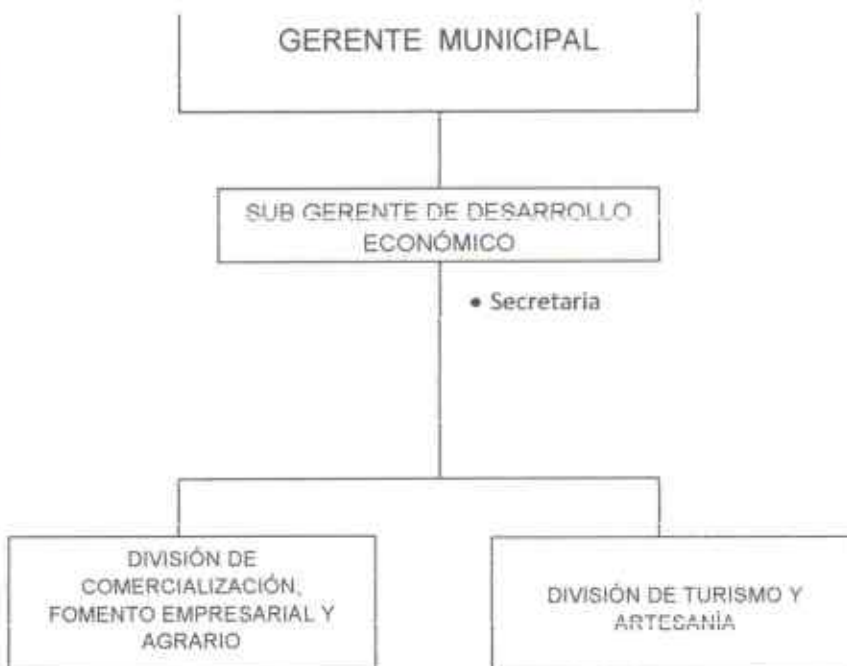 GERENTE MUNICIPAL
SUB GERENTE DE DESARROLLO
ECONÓMICO
• Secretaria
DIVISIÓN DE
COMERCIALIZACIÓN,
FOMENTO EMPRESARIAL Y
AGRARIO
DIVISIÓN DE TURISMO Y
ARTESANÍA